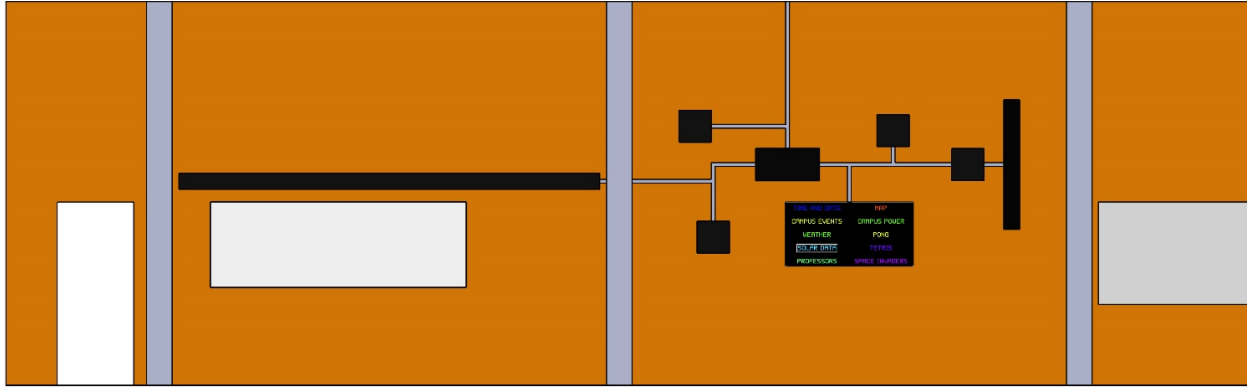 TIME AND DATE MAP
CAMPUS EVENTS CAMPUS POWER
WEATHER PONG
SOLAR DATA TETRIS
PROFESSORS SPACE INVADERS